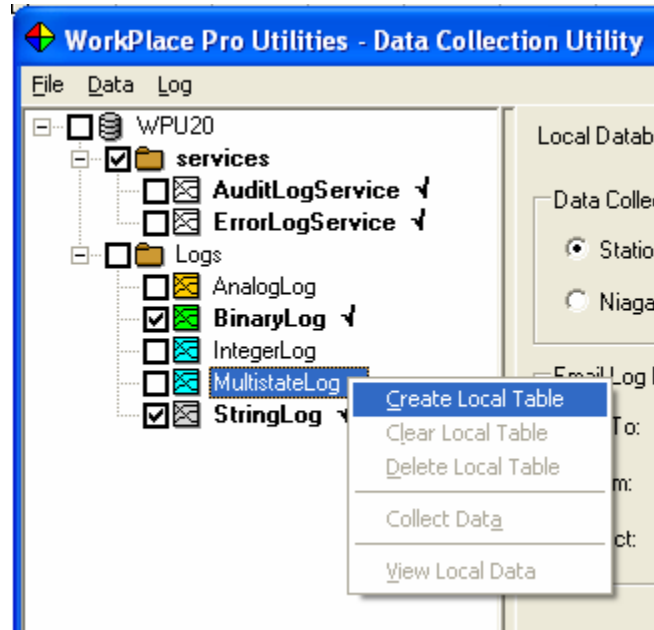 WorkPlace Pro Utilities - Data Collection Utility
File Data Log
WPU20
services
AuditLogService
ErrorLogService
Logs
AnalogLog
BinaryLog
IntegerLog
MultistateLog
StringLog
Local Datab
Data Collec
Statio
Niaga
Email Log
To:
m:
ct:
Create Local Table
Clear Local Table
Delete Local Table
Collect Data
View Local Data